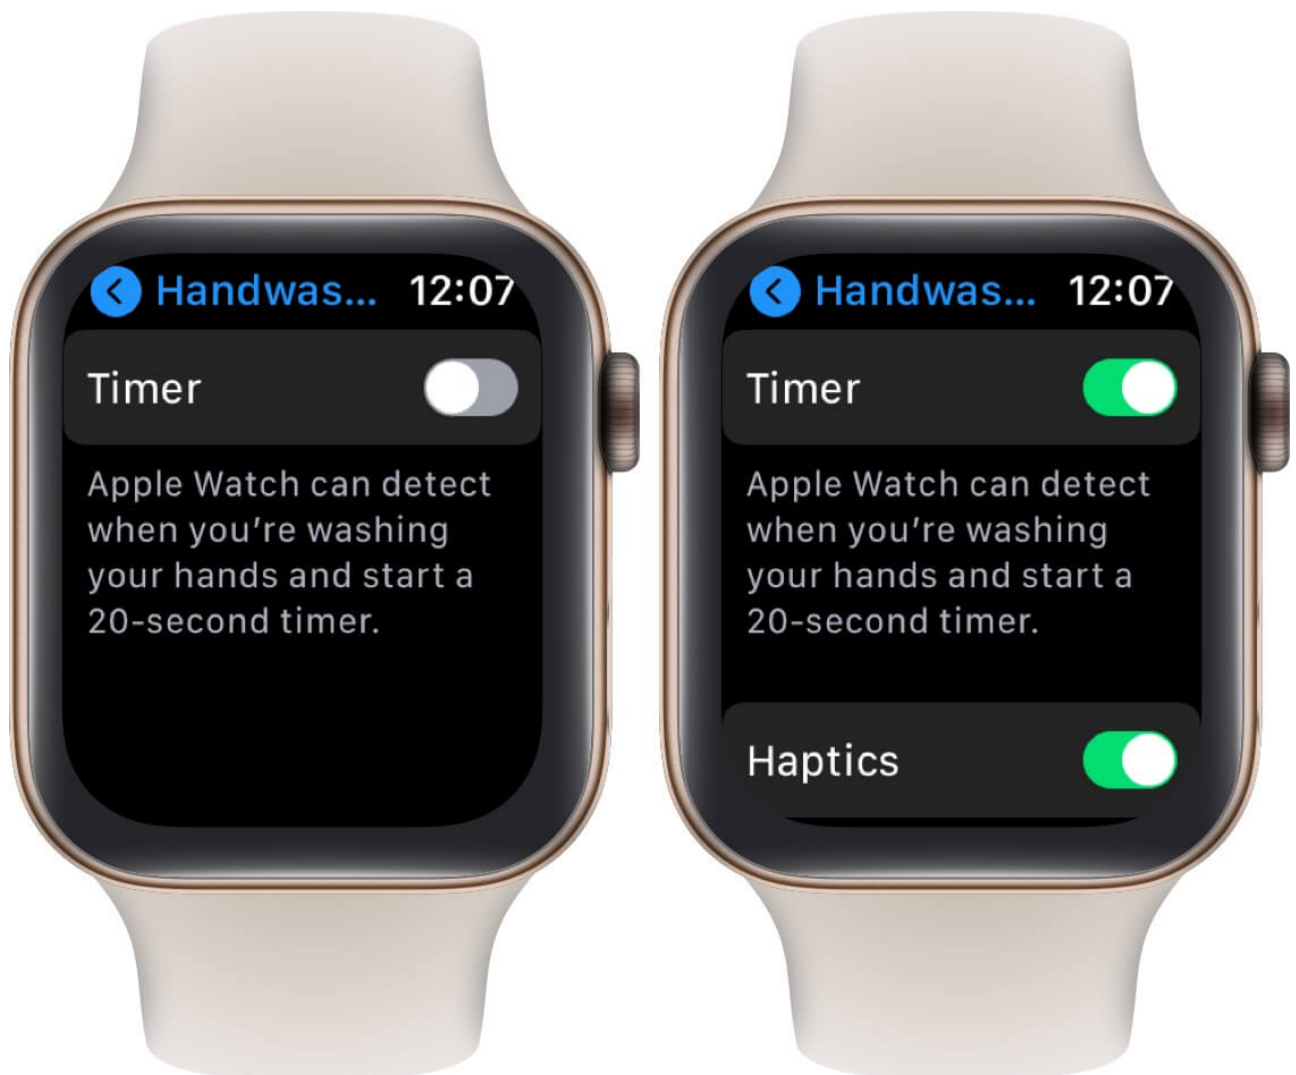 Handwas... 12:07
Timer
Apple Watch can detect
when you're washing
your hands and start a
20-second timer.
Handwas... 12:07
Timer
Apple Watch can detect
when you're washing
your hands and start a
20-second timer.
Haptics